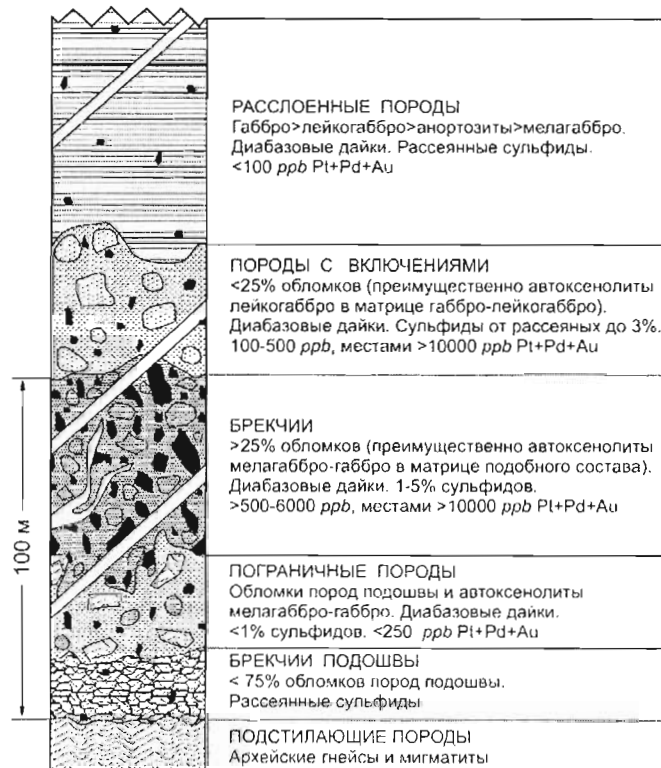 РАССЛОЕННЫЕ ПОРОДЫ
Габбро>лейкогаббро>анортозиты>мелагаббро.
Диабазовые дайки. Рассеянные сульфиды.
<100 ppb Pt+Pd+Au
ПОРОДЫ С ВКЛЮЧЕНИЯМИ
<25% обломков (преимущественно автоксенолиты
лейкогаббро в матрице габбро-лейкогаббро).
Диабазовые дайки. Сульфиды от рассеяных до 3%.
100-500 ppb, местами >10000 ppb Pt+Pd+Au
БРЕКЧИИ
>25% обломков (преимущественно автоксенолиты
мелагаббро-габбро в матрице подобного состава).
Диабазовые дайки. 1-5% сульфидов.
>500-6000 ppb, местами >10000 ppb Pt+Pd+Au
100 м
ПОГРАНИЧНЫЕ ПОРОДЫ
Обломки пород подошвы и автоксенолиты
мелагаббро-габбро. Диабазовые дайки.
<1% сульфидов. <250 ppb Pt+Pd+Au
БРЕКЧИИ ПОДОШВЫ
< 75% обломков пород подошвы.
Рассеянные сульфиды
ПОДСТИЛАЮЩИЕ ПОРОДЫ
Архейские гнейсы и мигматиты